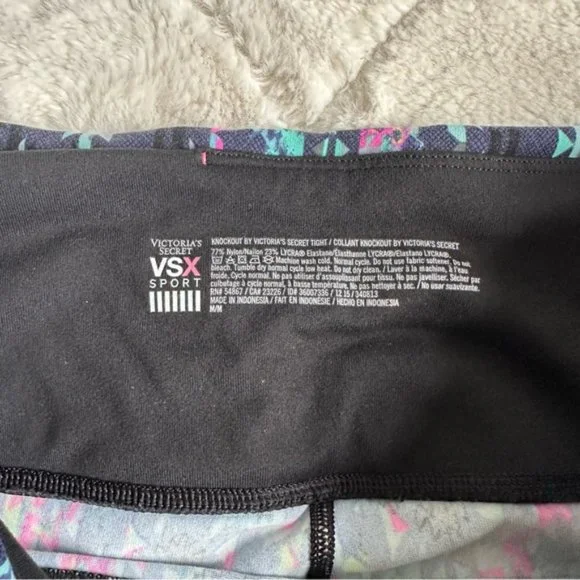 VICTORIA'S
SECRET
VSX
SPORT
KNOCKOUT BY VICTORIA'S SECRET TIGHT / COLLANT KNOCKOUT BY VICTORIA'S SECRET
77% Nylon/Nailon 23% LYCRA® Elastane/Elasthanne LYCRA®/Elastano LYCRA®.
Machine wash cold. Normal cycle. Do not use fabric softener. Do not
bleach. Tumble dry normal cycle low heat. Do not dry clean. / Laver à la machine, à l'eau
froide. Cycle normal. Ne pas utiliser d'assouplissant pour tissu. Ne pas javelliser. Sécher par
culbutage à cycle normal, à basse température. Ne pas nettoyer à sec. / No usar suavizante.
RN# 54867 / CA# 23226 / ID# 36007336 / 12 15 / 340813
MADE IN INDONESIA / FAIT EN INDONÉSIE / HECHO EN INDONESIA
M/M